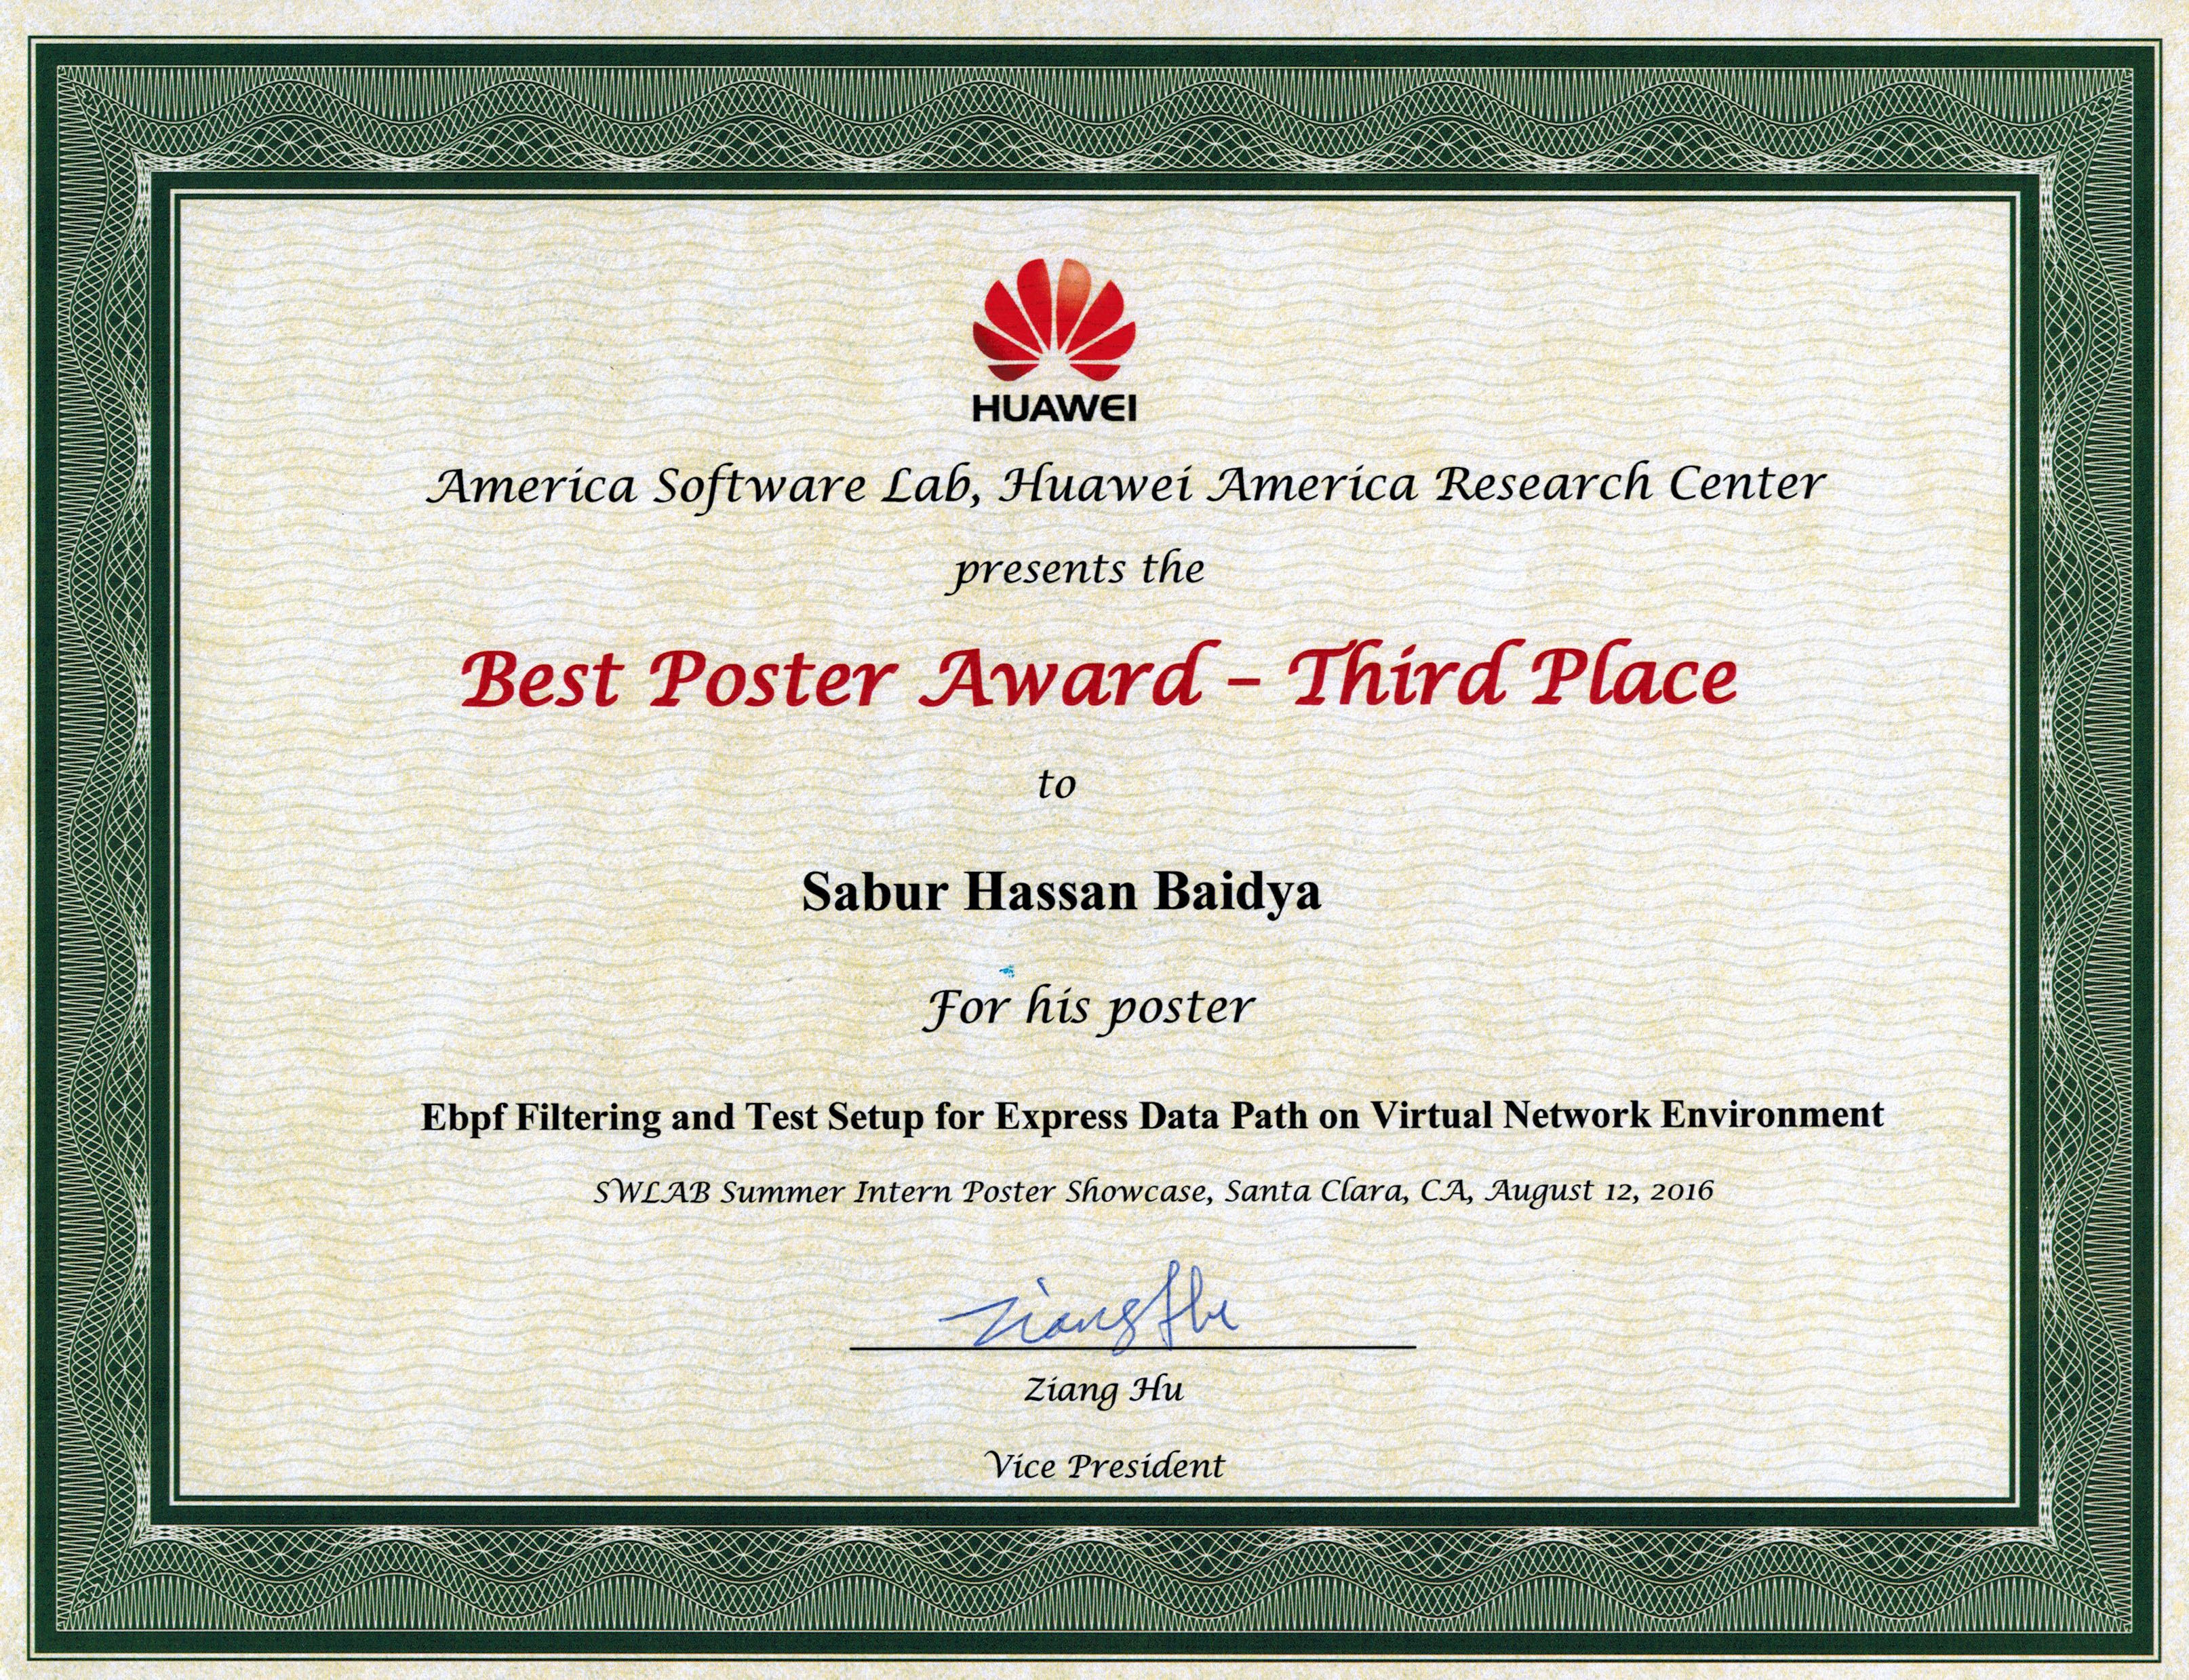 HUAWEI
America Software Lab, Huawei America Research Center
presents the
Best Poster Award – Third Place
to
Sabur Hassan Baidya
For his poster
Ebpf Filtering and Test Setup for Express Data Path on Virtual Network Environment
SWLAB Summer Intern Poster Showcase, Santa Clara, CA, August 12, 2016
Ziang Hu
Ziang Hu
Vice President